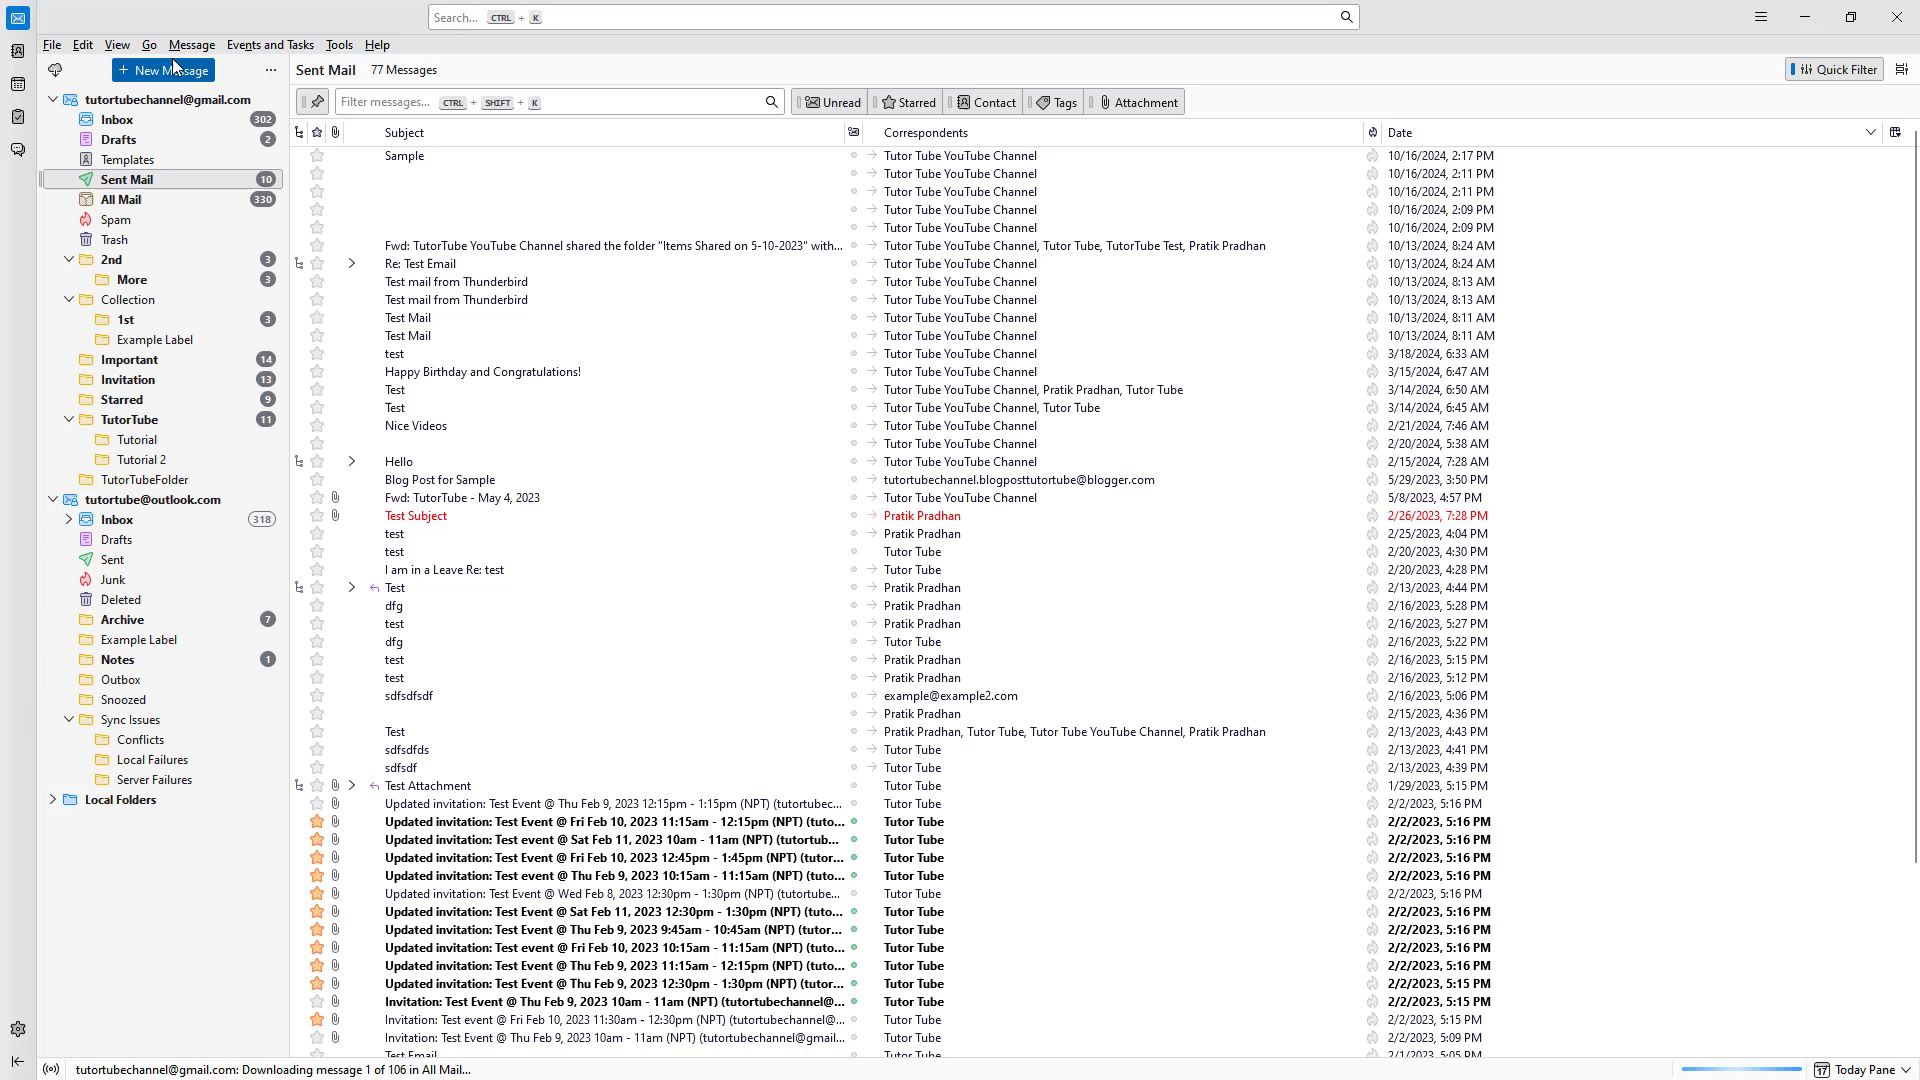 Search... CTRL + K
File Edit View Go Message Events and Tasks Tools Help
+ New Message ... Sent Mail 77 Messages Quick Filter
Filter messages... CTRL + SHIFT + K Unread Starred Contact Tags Attachment
Subject Correspondents Date
tutortubechannel@gmail.com
Inbox 302
Drafts 2
Templates
Sent Mail 10
All Mail 330
Spam
Trash
2nd 3
More 3
Collection
1st 3
Example Label
Important 14
Invitation 13
Starred 9
TutorTube 11
Tutorial
Tutorial 2
TutorTubeFolder
tutortube@outlook.com
Inbox 318
Drafts
Sent
Junk
Deleted
Archive 7
Example Label
Notes 1
Outbox
Snoozed
Sync Issues
Conflicts
Local Failures
Server Failures
Local Folders
Sample Tutor Tube YouTube Channel 10/16/2024, 2:17 PM
Tutor Tube YouTube Channel 10/16/2024, 2:11 PM
Tutor Tube YouTube Channel 10/16/2024, 2:11 PM
Tutor Tube YouTube Channel 10/16/2024, 2:09 PM
Tutor Tube YouTube Channel 10/16/2024, 2:09 PM
Fwd: TutorTube YouTube Channel shared the folder "Items Shared on 5-10-2023" with... Tutor Tube YouTube Channel, Tutor Tube, TutorTube Test, Pratik Pradhan 10/13/2024, 8:24 AM
Re: Test Email Tutor Tube YouTube Channel 10/13/2024, 8:24 AM
Test mail from Thunderbird Tutor Tube YouTube Channel 10/13/2024, 8:13 AM
Test mail from Thunderbird Tutor Tube YouTube Channel 10/13/2024, 8:13 AM
Test Mail Tutor Tube YouTube Channel 10/13/2024, 8:11 AM
Test Mail Tutor Tube YouTube Channel 10/13/2024, 8:11 AM
test Tutor Tube YouTube Channel 3/18/2024, 6:33 AM
Happy Birthday and Congratulations! Tutor Tube YouTube Channel 3/15/2024, 6:47 AM
Test Tutor Tube YouTube Channel, Pratik Pradhan, Tutor Tube 3/14/2024, 6:50 AM
Test Tutor Tube YouTube Channel, Tutor Tube 3/14/2024, 6:45 AM
Nice Videos Tutor Tube YouTube Channel 2/21/2024, 7:46 AM
Tutor Tube YouTube Channel 2/20/2024, 5:38 AM
Hello Tutor Tube YouTube Channel 2/15/2024, 7:28 AM
Blog Post for Sample tutortubechannel.blogposttutortube@blogger.com 5/29/2023, 3:50 PM
Fwd: TutorTube - May 4, 2023 Tutor Tube YouTube Channel 5/8/2023, 4:57 PM
Test Subject Pratik Pradhan 2/26/2023, 7:28 PM
test Pratik Pradhan 2/25/2023, 4:04 PM
test Tutor Tube 2/20/2023, 4:30 PM
I am in a Leave Re: test Tutor Tube 2/20/2023, 4:28 PM
Test Pratik Pradhan 2/13/2023, 4:44 PM
dfg Pratik Pradhan 2/16/2023, 5:28 PM
test Pratik Pradhan 2/16/2023, 5:27 PM
dfg Tutor Tube 2/16/2023, 5:22 PM
test Pratik Pradhan 2/16/2023, 5:15 PM
test Pratik Pradhan 2/16/2023, 5:12 PM
sdfsdfsdf example@example2.com 2/16/2023, 5:06 PM
Pratik Pradhan 2/15/2023, 4:36 PM
Test Pratik Pradhan, Tutor Tube, Tutor Tube YouTube Channel, Pratik Pradhan 2/13/2023, 4:43 PM
sdfsdfds Tutor Tube 2/13/2023, 4:41 PM
sdfsdf Tutor Tube 2/13/2023, 4:39 PM
Test Attachment Tutor Tube 1/29/2023, 5:15 PM
Updated invitation: Test Event @ Thu Feb 9, 2023 12:15pm - 1:15pm (NPT) (tutortubec... Tutor Tube 2/2/2023, 5:16 PM
Updated invitation: Test Event @ Fri Feb 10, 2023 11:15am - 12:15pm (NPT) (tuto... Tutor Tube 2/2/2023, 5:16 PM
Updated invitation: Test event @ Sat Feb 11, 2023 10am - 11am (NPT) (tutortub... Tutor Tube 2/2/2023, 5:16 PM
Updated invitation: Test Event @ Fri Feb 10, 2023 12:45pm - 1:45pm (NPT) (tutor... Tutor Tube 2/2/2023, 5:16 PM
Updated invitation: Test event @ Thu Feb 9, 2023 10:15am - 11:15am (NPT) (tuto... Tutor Tube 2/2/2023, 5:16 PM
Updated invitation: Test Event @ Wed Feb 8, 2023 12:30pm - 1:30pm (NPT) (tutortube... Tutor Tube 2/2/2023, 5:16 PM
Updated invitation: Test Event @ Sat Feb 11, 2023 12:30pm - 1:30pm (NPT) (tuto... Tutor Tube 2/2/2023, 5:16 PM
Updated invitation: Test Event @ Thu Feb 9, 2023 9:45am - 10:45am (NPT) (tutor... Tutor Tube 2/2/2023, 5:16 PM
Updated invitation: Test event @ Fri Feb 10, 2023 10:15am - 11:15am (NPT) (tuto... Tutor Tube 2/2/2023, 5:16 PM
Updated invitation: Test Event @ Thu Feb 9, 2023 11:15am - 12:15pm (NPT) (tuto... Tutor Tube 2/2/2023, 5:16 PM
Updated invitation: Test Event @ Thu Feb 9, 2023 12:30pm - 1:30pm (NPT) (tutor... Tutor Tube 2/2/2023, 5:15 PM
Invitation: Test Event @ Thu Feb 9, 2023 10am - 11am (NPT) (tutortubechannel@... Tutor Tube 2/2/2023, 5:15 PM
Invitation: Test event @ Fri Feb 10, 2023 11:30am - 12:30pm (NPT) (tutortubechannel@... Tutor Tube 2/2/2023, 5:15 PM
Invitation: Test Event @ Thu Feb 9, 2023 10am - 11am (NPT) (tutortubechannel@gmail... Tutor Tube 2/2/2023, 5:09 PM
Test Email Tutor Tube 2/1/2023, 5:05 PM
tutortubechannel@gmail.com: Downloading message 1 of 106 in All Mail... 17 Today Pane